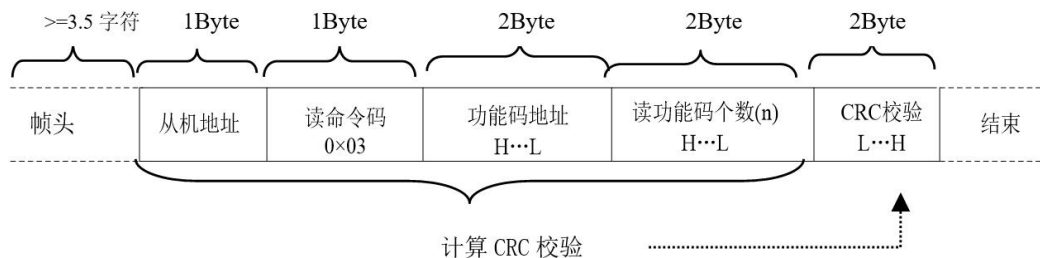 >=3.5 字符 1Byte 1Byte 2Byte 2Byte 2Byte
帧头 从机地址 读命令码 功能码地址 读功能码个数(n) CRC校验 结束
0×03 H⋯L H⋯L L⋯H
计算 CRC 校验